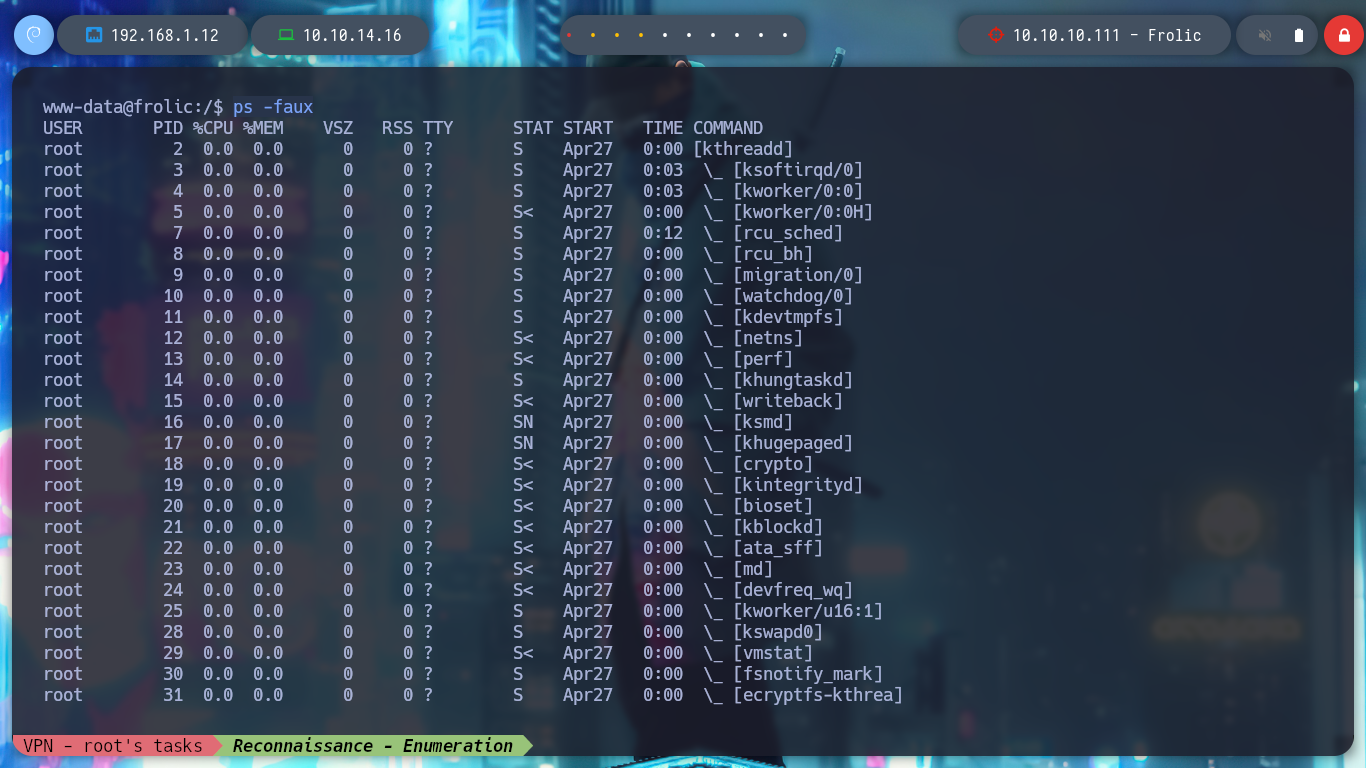 192.168.1.12 10.10.14.16 10.10.10.111 - Frolic
www-data@frolic:/$ ps -faux
USER PID %CPU %MEM VSZ RSS TTY STAT START TIME COMMAND
root 2 0.0 0.0 0 0 ? S Apr27 0:00 [kthreadd]
root 3 0.0 0.0 0 0 ? S Apr27 0:03 \_ [ksoftirqd/0]
root 4 0.0 0.0 0 0 ? S Apr27 0:03 \_ [kworker/0:0]
root 5 0.0 0.0 0 0 ? S< Apr27 0:00 \_ [kworker/0:0H]
root 7 0.0 0.0 0 0 ? S Apr27 0:12 \_ [rcu_sched]
root 8 0.0 0.0 0 0 ? S Apr27 0:00 \_ [rcu_bh]
root 9 0.0 0.0 0 0 ? S Apr27 0:00 \_ [migration/0]
root 10 0.0 0.0 0 0 ? S Apr27 0:00 \_ [watchdog/0]
root 11 0.0 0.0 0 0 ? S Apr27 0:00 \_ [kdevtmpfs]
root 12 0.0 0.0 0 0 ? S< Apr27 0:00 \_ [netns]
root 13 0.0 0.0 0 0 ? S< Apr27 0:00 \_ [perf]
root 14 0.0 0.0 0 0 ? S Apr27 0:00 \_ [khungtaskd]
root 15 0.0 0.0 0 0 ? S< Apr27 0:00 \_ [writeback]
root 16 0.0 0.0 0 0 ? SN Apr27 0:00 \_ [ksmd]
root 17 0.0 0.0 0 0 ? SN Apr27 0:00 \_ [khugepaged]
root 18 0.0 0.0 0 0 ? S< Apr27 0:00 \_ [crypto]
root 19 0.0 0.0 0 0 ? S< Apr27 0:00 \_ [kintegrityd]
root 20 0.0 0.0 0 0 ? S< Apr27 0:00 \_ [bioset]
root 21 0.0 0.0 0 0 ? S< Apr27 0:00 \_ [kblockd]
root 22 0.0 0.0 0 0 ? S< Apr27 0:00 \_ [ata_sff]
root 23 0.0 0.0 0 0 ? S< Apr27 0:00 \_ [md]
root 24 0.0 0.0 0 0 ? S< Apr27 0:00 \_ [devfreq_wq]
root 25 0.0 0.0 0 0 ? S Apr27 0:00 \_ [kworker/u16:1]
root 28 0.0 0.0 0 0 ? S Apr27 0:00 \_ [kswapd0]
root 29 0.0 0.0 0 0 ? S< Apr27 0:00 \_ [vmstat]
root 30 0.0 0.0 0 0 ? S Apr27 0:00 \_ [fsnotify_mark]
root 31 0.0 0.0 0 0 ? S Apr27 0:00 \_ [ecryptfs-kthrea]
VPN - root's tasks Reconnaissance - Enumeration